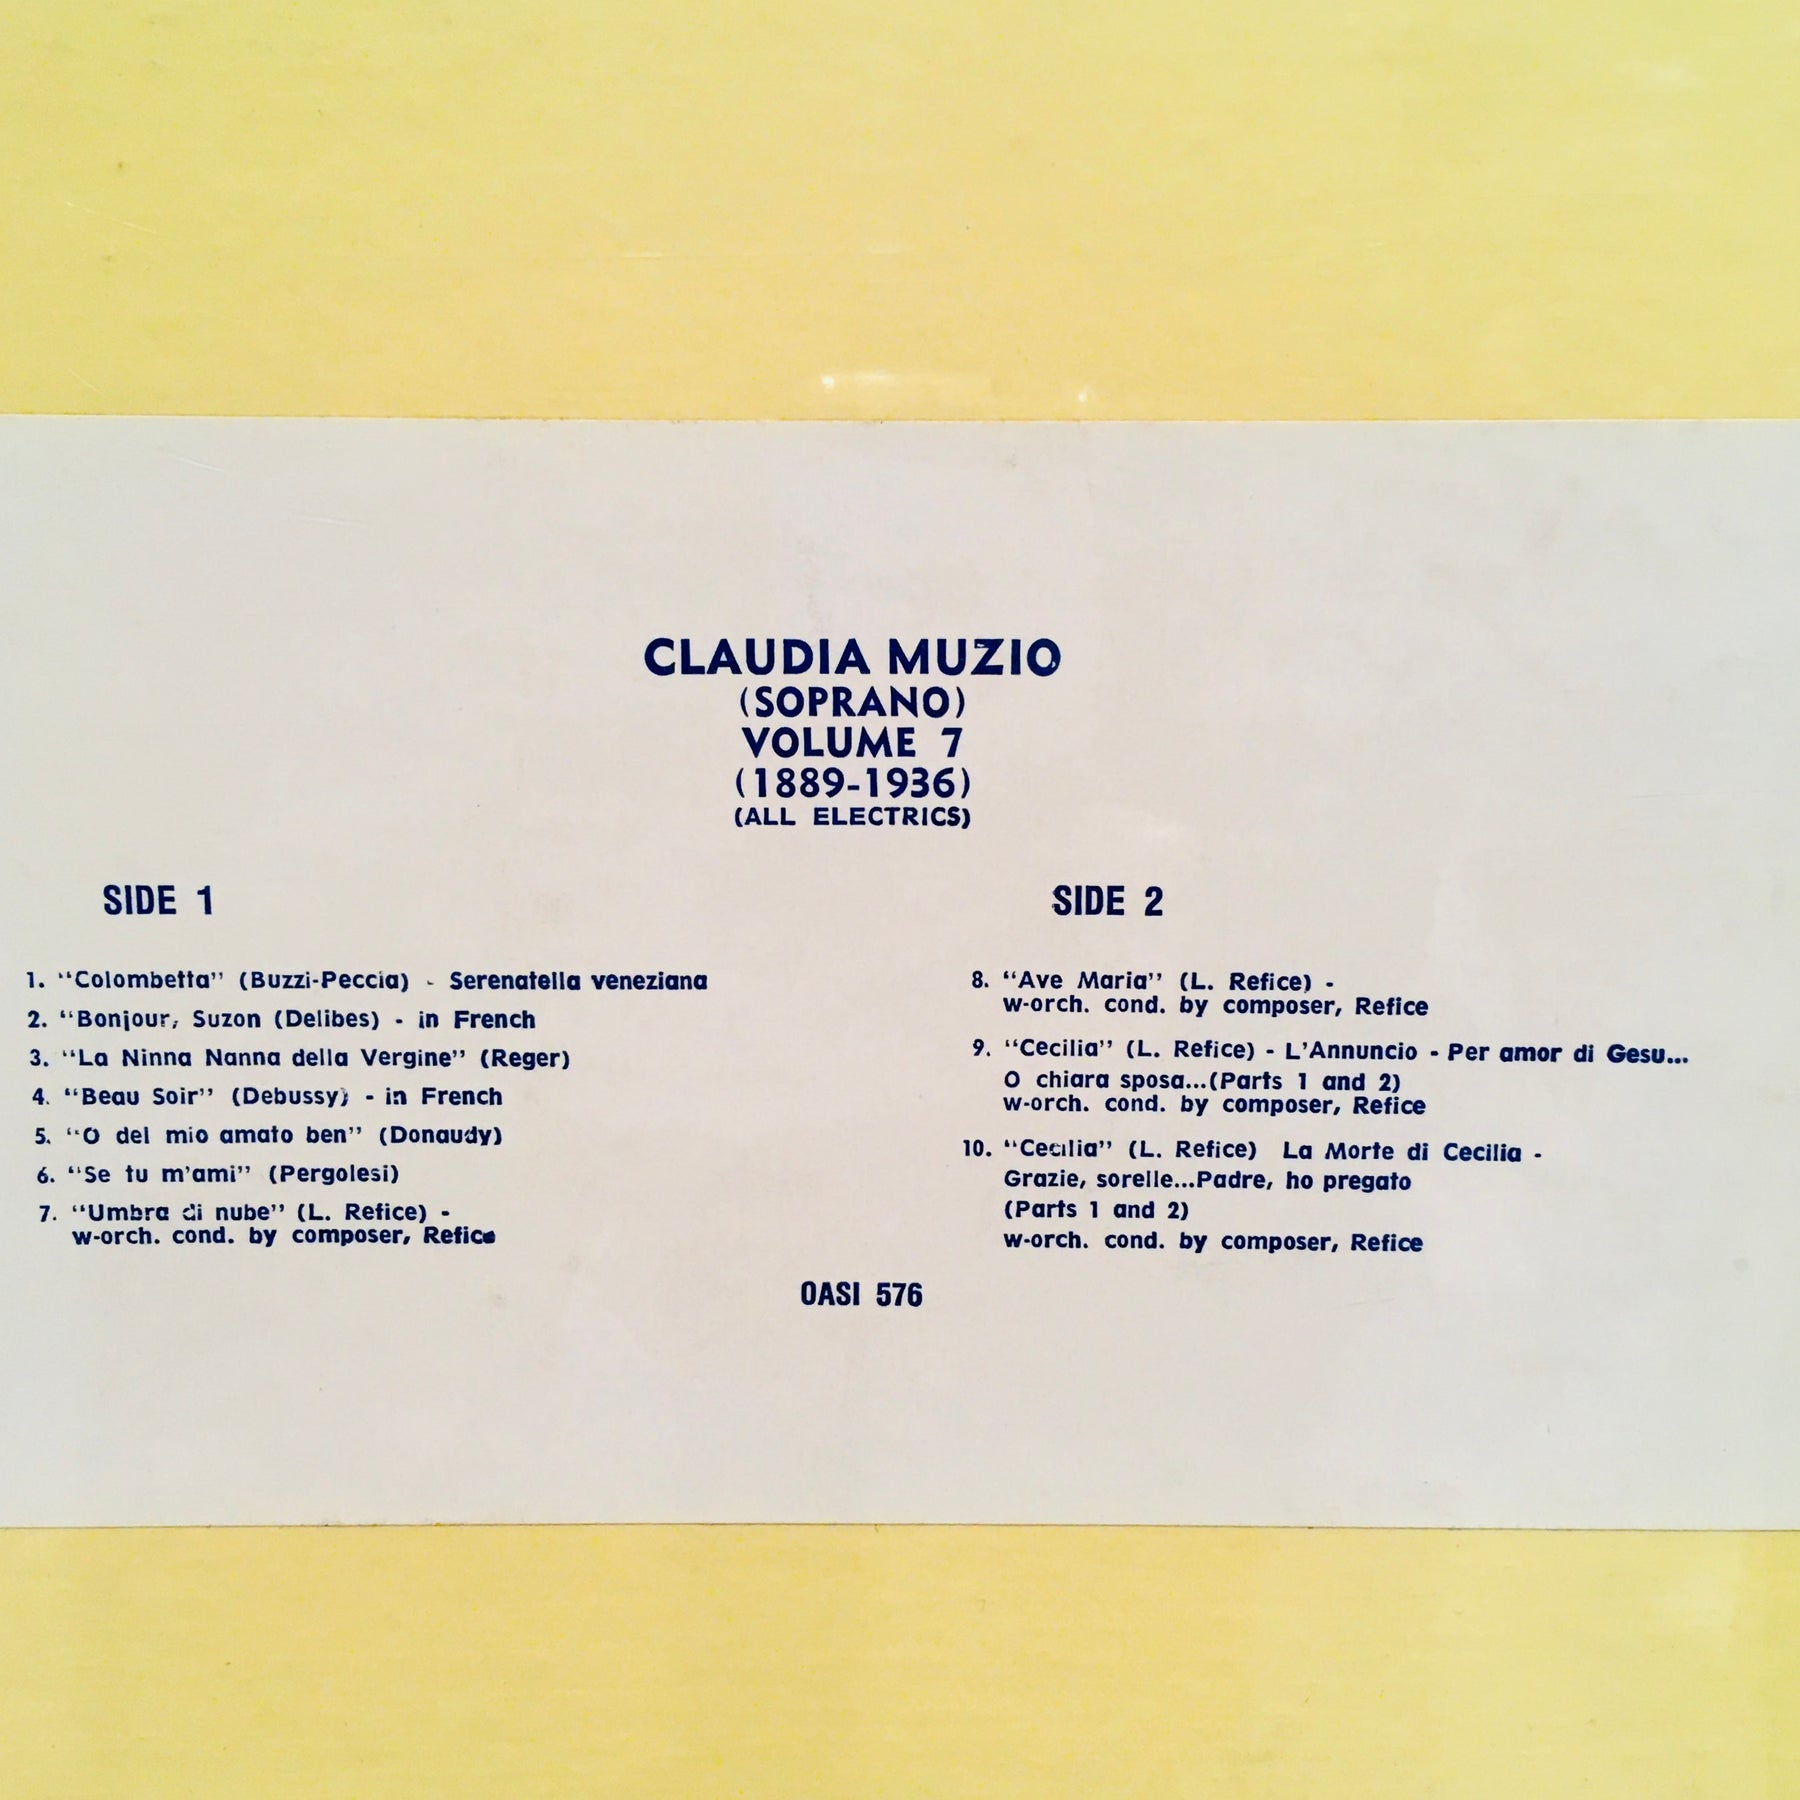 CLAUDIA MUZIO
(SOPRANO)
VOLUME 7
(1889-1936)
(ALL ELECTRICS)
SIDE 1
1. “Colombetta” (Buzzi-Peccia) - Serenatella veneziana
2. “Bonjour, Suzon (Delibes) - in French
3. “La Ninna Nanna della Vergine” (Reger)
4. “Beau Soir” (Debussy) - in French
5. “O del mio amato ben” (Donaudy)
6. “Se tu m’ami” (Pergolesi)
7. “Umbra di nube” (L. Refice) -
w-orch. cond. by composer, Refice
SIDE 2
8. “Ave Maria” (L. Refice) -
w-orch. cond. by composer, Refice
9. “Cecilia” (L. Refice) - L’Annuncio - Per amor di Gesu...
O chiara sposa...(Parts 1 and 2)
w-orch. cond. by composer, Refice
10. “Cecilia” (L. Refice) La Morte di Cecilia -
Grazie, sorelle...Padre, ho pregato
(Parts 1 and 2)
w-orch. cond. by composer, Refice
OASI 576